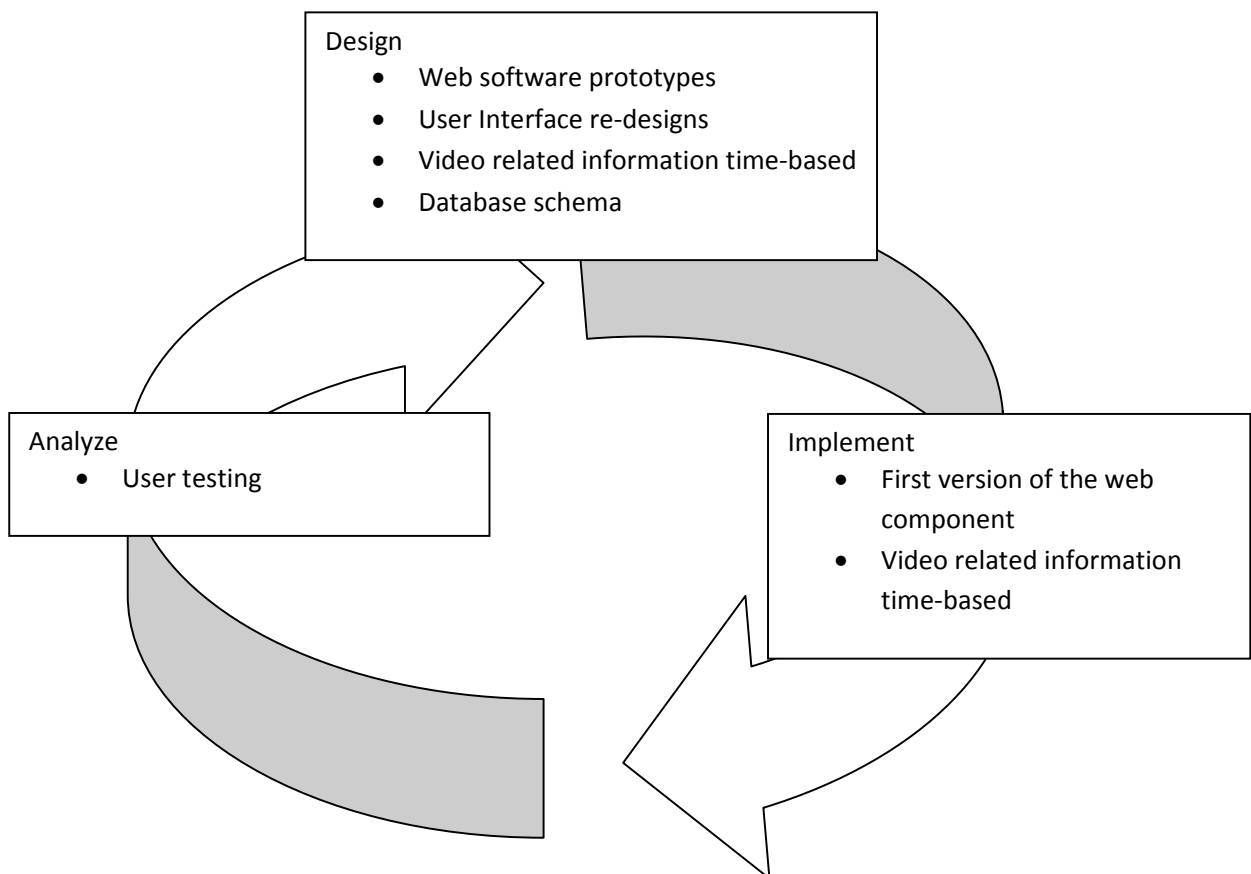 Design
• Web software prototypes
• User Interface re-designs
• Video related information time-based
• Database schema
Analyze
• User testing
Implement
• First version of the web
component
• Video related information
time-based